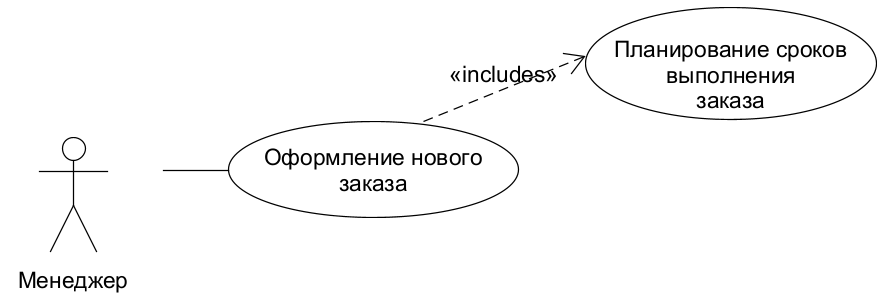 Планирование сроков
выполнения
заказа
«includes»
Оформление нового
заказа
Менеджер